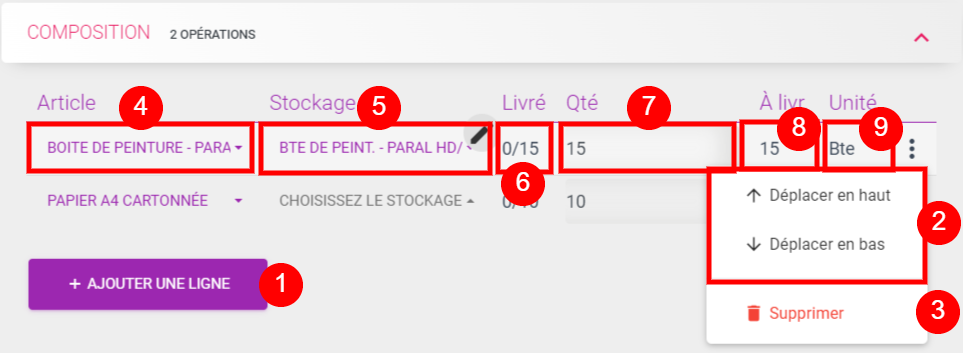 COMPOSITION 2 OPÉRATIONS
Article 4 Stockage 5 Livré Qté 7 À livr Unité
8 9
BOITE DE PEINTURE - PARA BTE DE PEINT. - PARAL HD/ 0/15 15 15 Bte
6
PAPIER A4 CARTONNÉE CHOISISSEZ LE STOCKAGE 0/10 10
↑ Déplacer en haut
2
↓ Déplacer en bas
+ AJOUTER UNE LIGNE 1
Supprimer 3